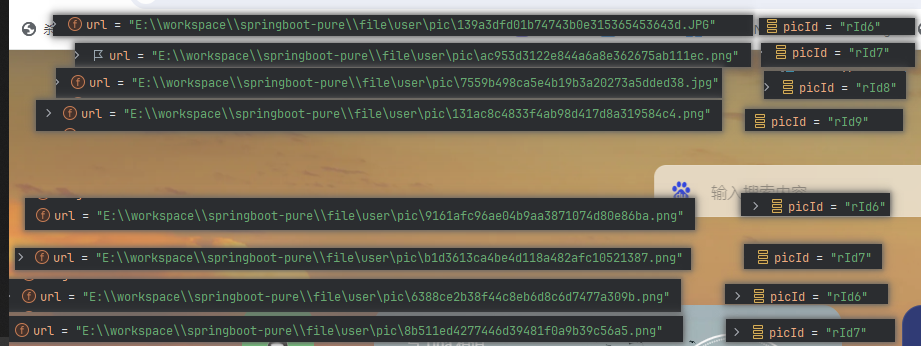 url = "E:\\workspace\\springboot-pure\\file\user\pic\139a3dfd01b74743b0e315365453643d.JPG" picId = "rId6"
url = "E:\\workspace\\springboot-pure\\file\user\pic\ac953d3122e844a6a8e362675ab111ec.png" picId = "rId7"
url = "E:\\workspace\\springboot-pure\\file\user\pic\7559b498ca5e4b19b3a20273a5dded38.jpg" picId = "rId8"
url = "E:\\workspace\\springboot-pure\\file\user\pic\131ac8c4833f4ab98d417d8a319584c4.png" picId = "rId9"
输入搜索内容
url = "E:\\workspace\\springboot-pure\\file\user\pic\9161afc96ae04b9aa3871074d80e86ba.png" picId = "rId6"
url = "E:\\workspace\\springboot-pure\\file\user\pic\b1d3613ca4be4d118a482afc10521387.png" picId = "rId7"
url = "E:\\workspace\\springboot-pure\\file\user\pic\6388ce2b38f44c8eb6d8c6d7477a309b.png" picId = "rId6"
url = "E:\\workspace\\springboot-pure\\file\user\pic\8b511ed4277446d39481f0a9b39c56a5.png" picId = "rId7"